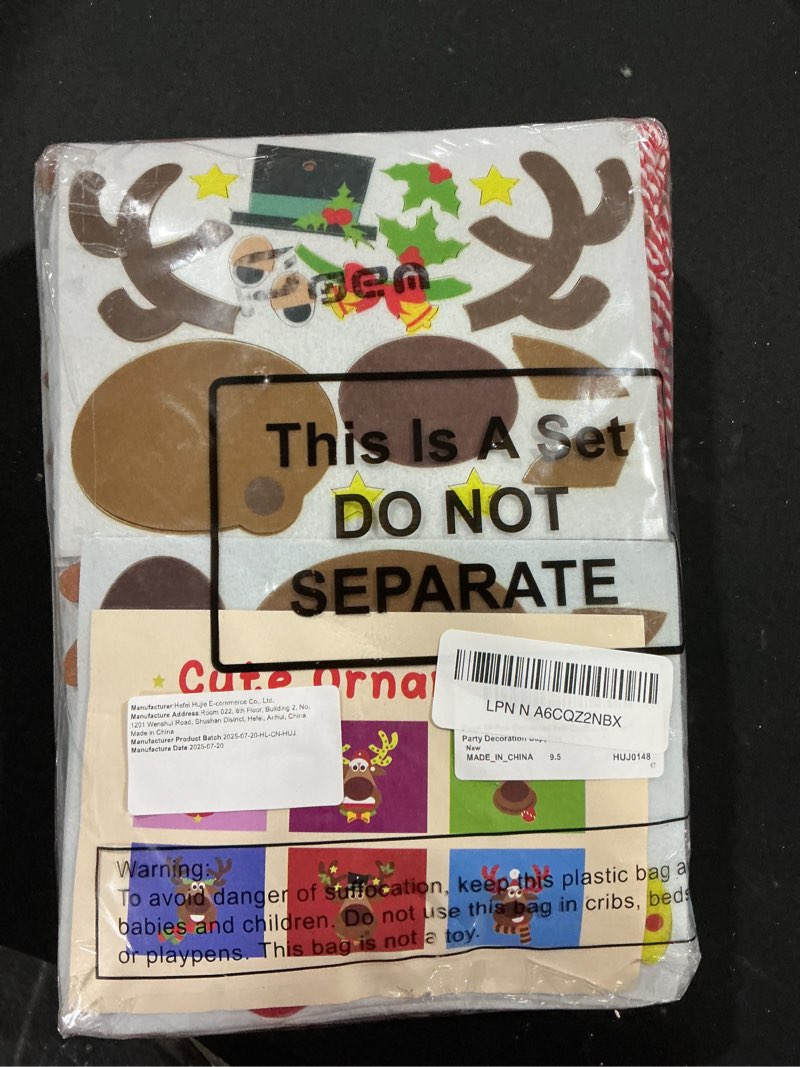 This Is A Set
DO NOT
SEPARATE
Cute Orna
Manufacturer:Hefei Hujie E-commerce Co., Ltd.
Manufacture Address:Room 022, 8th Floor, Building 2, No.
1201 Wenshui Road, Shushan District, Hefei, Anhui, China
Made in China
Manufacturer Product Batch:2025-07-20-HL-CN-HUJ
Manufacture Date:2025-07-20
LPN N A6CQZ2NBX
Party Decoration
New
MADE_IN_CHINA 9.5 HUJ0148
Warning:
To avoid danger of suffocation, keep this plastic bag a
babies and children. Do not use this bag in cribs, beds
or playpens. This bag is not a toy.